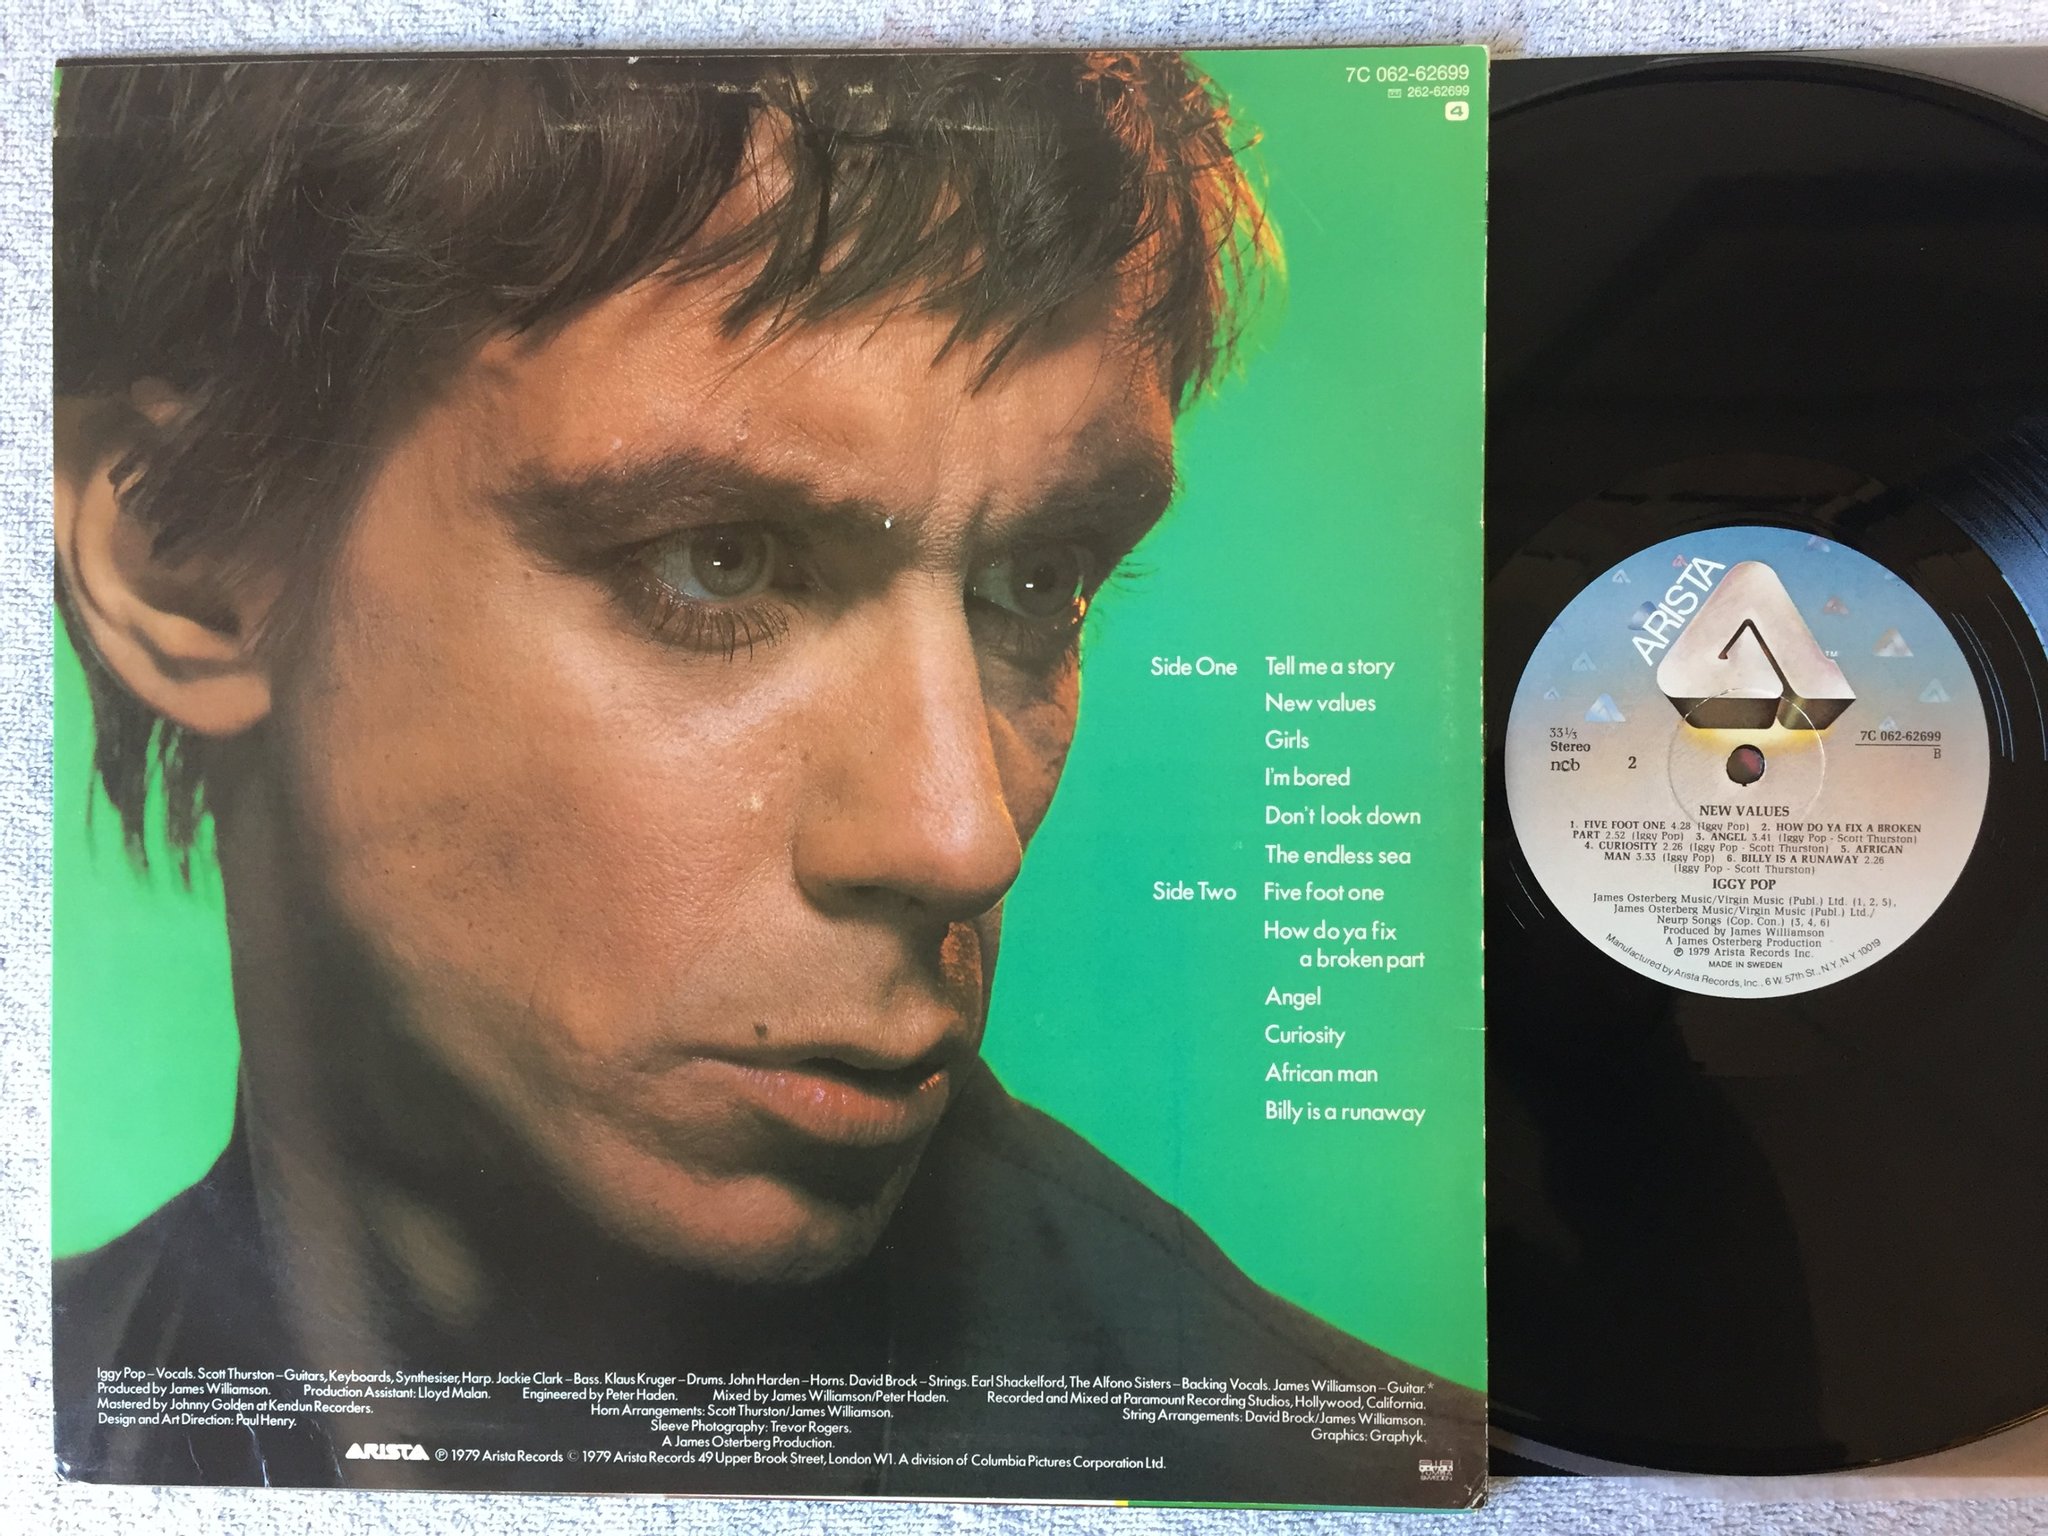 7C 062-62699
262-62699
4
Side One Tell me a story
New values
Girls
I'm bored
Don't look down
The endless sea
Side Two Five foot one
How do ya fix
a broken part
Angel
Curiosity
African man
Billy is a runaway
Iggy Pop – Vocals. Scott Thurston – Guitars, Keyboards, Synthesiser, Harp. Jackie Clark – Bass. Klaus Kruger – Drums. John Harden – Horns. David Brock – Strings. Earl Shackelford, The Alfono Sisters – Backing Vocals. James Williamson – Guitar.*
Produced by James Williamson. Production Assistant: Lloyd Malan. Engineered by Peter Haden. Mixed by James Williamson/Peter Haden. Recorded and Mixed at Paramount Recording Studios, Hollywood, California.
Mastered by Johnny Golden at Kendun Recorders. Horn Arrangements: Scott Thurston/James Williamson. String Arrangements: David Brock/James Williamson.
Design and Art Direction: Paul Henry. Sleeve Photography: Trevor Rogers. Graphics: Graphyk.
A James Osterberg Production.
ARISTA ℗ 1979 Arista Records © 1979 Arista Records 49 Upper Brook Street, London W1. A division of Columbia Pictures Corporation Ltd.
SWEDEN
ARISTA
TM
33 1/3
Stereo
ncb 2
7C 062-62699
B
NEW VALUES
1. FIVE FOOT ONE 4.28 (Iggy Pop) 2. HOW DO YA FIX A BROKEN
PART 2.52 (Iggy Pop) 3. ANGEL 3.41 (Iggy Pop - Scott Thurston)
4. CURIOSITY 2.26 (Iggy Pop - Scott Thurston) 5. AFRICAN
MAN 3.33 (Iggy Pop) 6. BILLY IS A RUNAWAY 2.26
(Iggy Pop - Scott Thurston)
IGGY POP
James Osterberg Music/Virgin Music (Publ.) Ltd. (1, 2, 5),
James Osterberg Music/Virgin Music (Publ.) Ltd./
Neurp Songs (Cop. Con.) (3, 4, 6)
Produced by James Williamson
A James Osterberg Production
℗ 1979 Arista Records Inc.
MADE IN SWEDEN
Manufactured by Arista Records, Inc., 6 W. 57th St., N.Y., N.Y. 10019